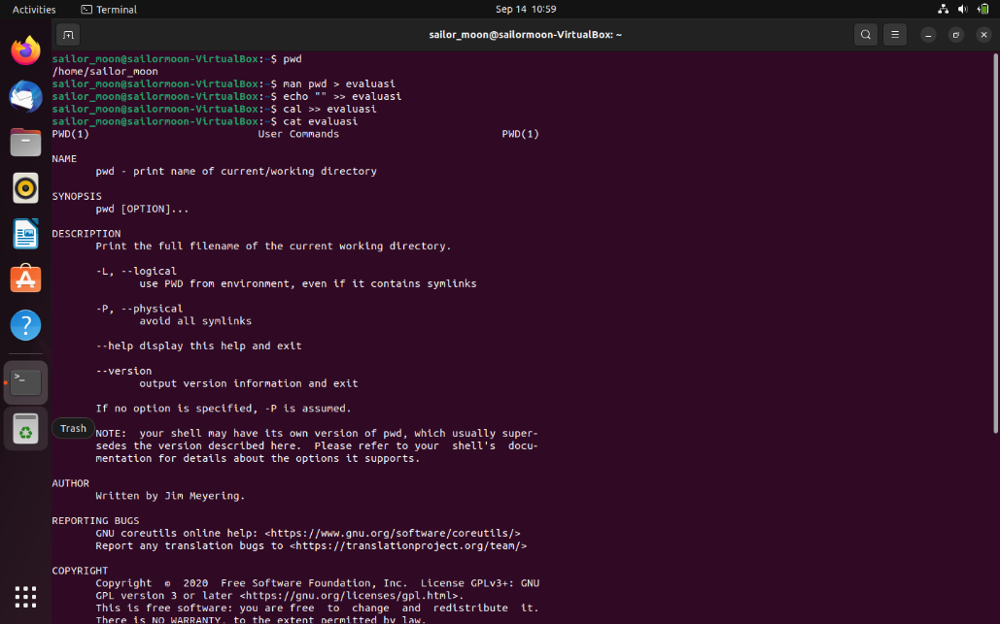 Activities Terminal Sep 14 10:59
sailor_moon@sailormoon-VirtualBox: ~
sailor_moon@sailormoon-VirtualBox:~$ pwd
/home/sailor_moon
sailor_moon@sailormoon-VirtualBox:~$ man pwd > evaluasi
sailor_moon@sailormoon-VirtualBox:~$ echo "" >> evaluasi
sailor_moon@sailormoon-VirtualBox:~$ cal >> evaluasi
sailor_moon@sailormoon-VirtualBox:~$ cat evaluasi
PWD(1) User Commands PWD(1)
NAME
pwd - print name of current/working directory
SYNOPSIS
pwd [OPTION]...
DESCRIPTION
Print the full filename of the current working directory.
-L, --logical
use PWD from environment, even if it contains symlinks
-P, --physical
avoid all symlinks
--help display this help and exit
--version
output version information and exit
If no option is specified, -P is assumed.
Trash
NOTE: your shell may have its own version of pwd, which usually super-
sedes the version described here. Please refer to your shell's docu-
mentation for details about the options it supports.
AUTHOR
Written by Jim Meyering.
REPORTING BUGS
GNU coreutils online help: <https://www.gnu.org/software/coreutils/>
Report any translation bugs to <https://translationproject.org/team/>
COPYRIGHT
Copyright © 2020 Free Software Foundation, Inc. License GPLv3+: GNU
GPL version 3 or later <https://gnu.org/licenses/gpl.html>.
This is free software: you are free to change and redistribute it.
There is NO WARRANTY, to the extent permitted by law.